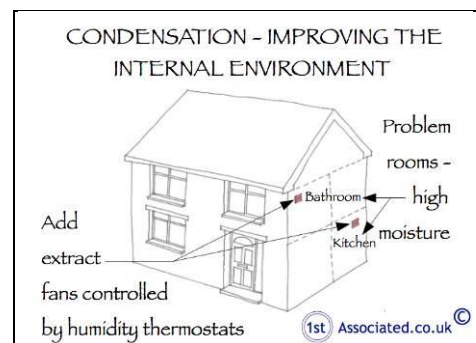 CONDENSATION - IMPROVING THE
INTERNAL ENVIRONMENT
Problem
rooms -
high
moisture
Bathroom
Kitchen
Add
extract
fans controlled
by humidity thermostats
1st Associated.co.uk ©